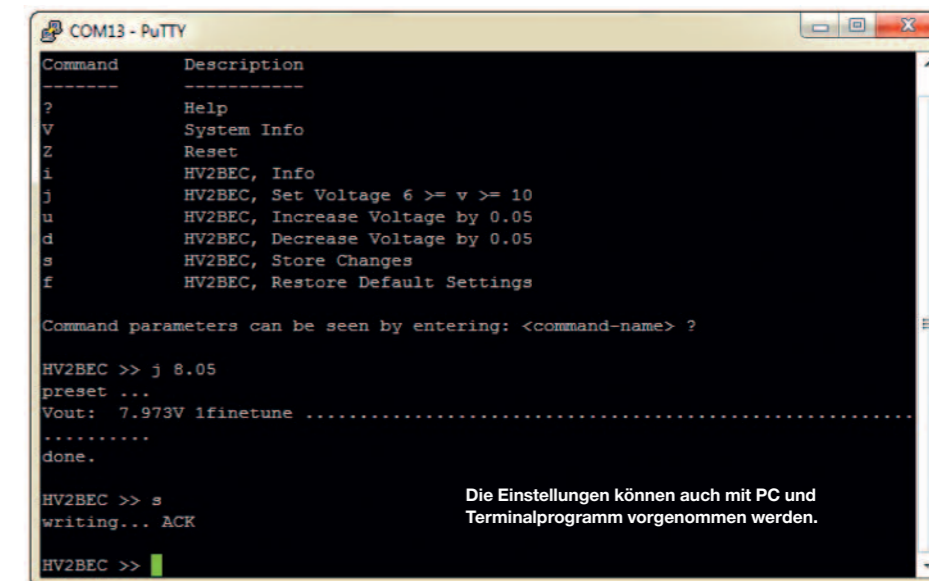 COM13 - PuTTY
Command Description
------- -----------
? Help
V System Info
Z Reset
i HV2BEC, Info
j HV2BEC, Set Voltage 6 >= v >= 10
u HV2BEC, Increase Voltage by 0.05
d HV2BEC, Decrease Voltage by 0.05
s HV2BEC, Store Changes
f HV2BEC, Restore Default Settings
Command parameters can be seen by entering: <command-name> ?
HV2BEC >> j 8.05
preset ...
Vout: 7.973V 1finetune ........................................................
..........
done.
HV2BEC >> s
writing... ACK
HV2BEC >>
Die Einstellungen können auch mit PC und
Terminalprogramm vorgenommen werden.